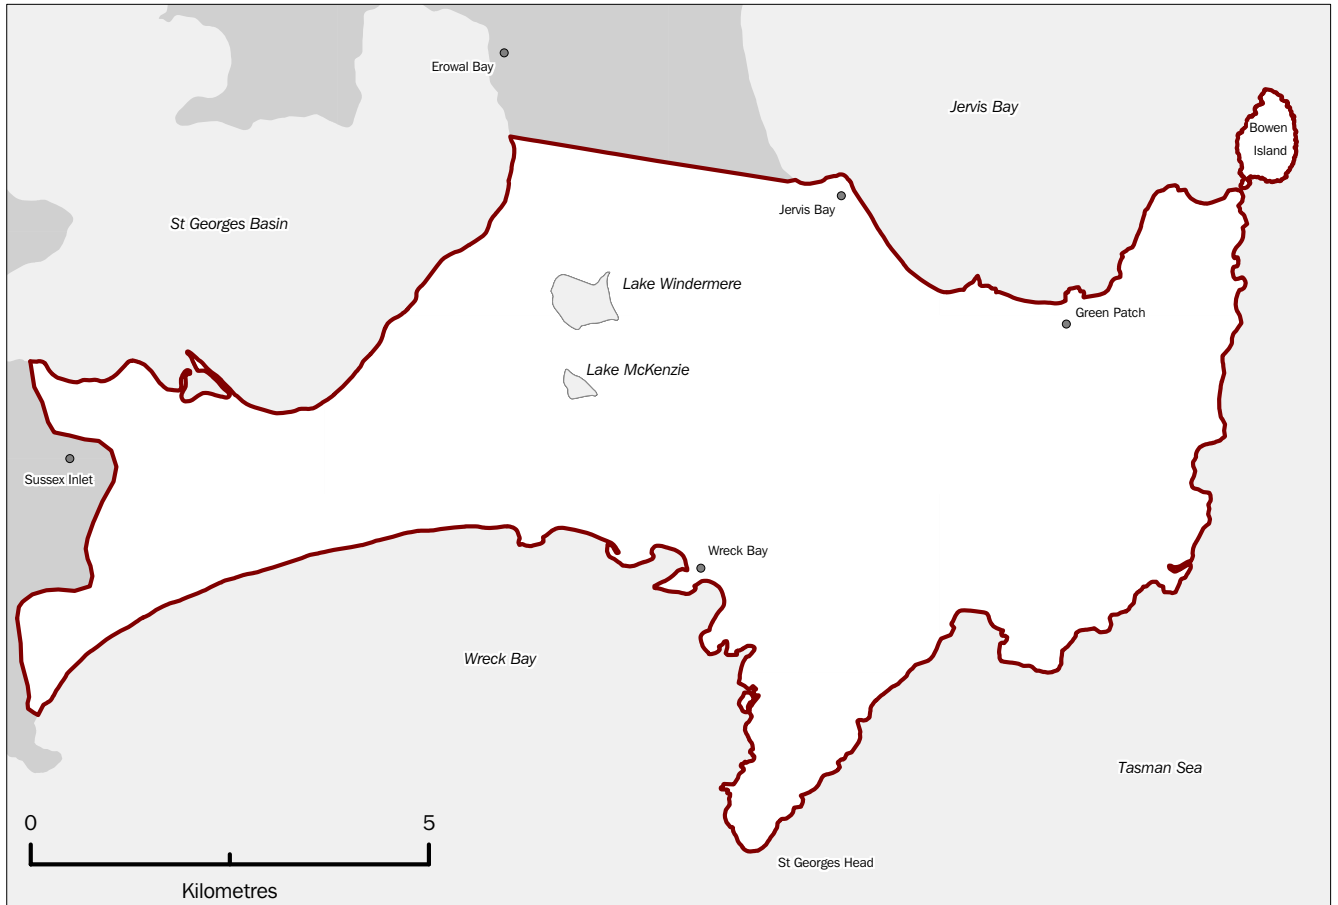 Erowal Bay
Jervis Bay
Bowen
Island
Jervis Bay
St Georges Basin
Lake Windermere
Green Patch
Lake McKenzie
Sussex Inlet
Wreck Bay
Wreck Bay
Tasman Sea
0 5
St Georges Head
Kilometres